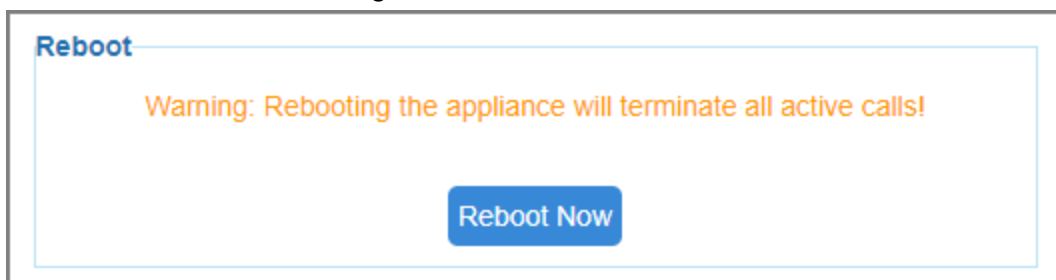 Reboot
Warning: Rebooting the appliance will terminate all active calls!
Reboot Now